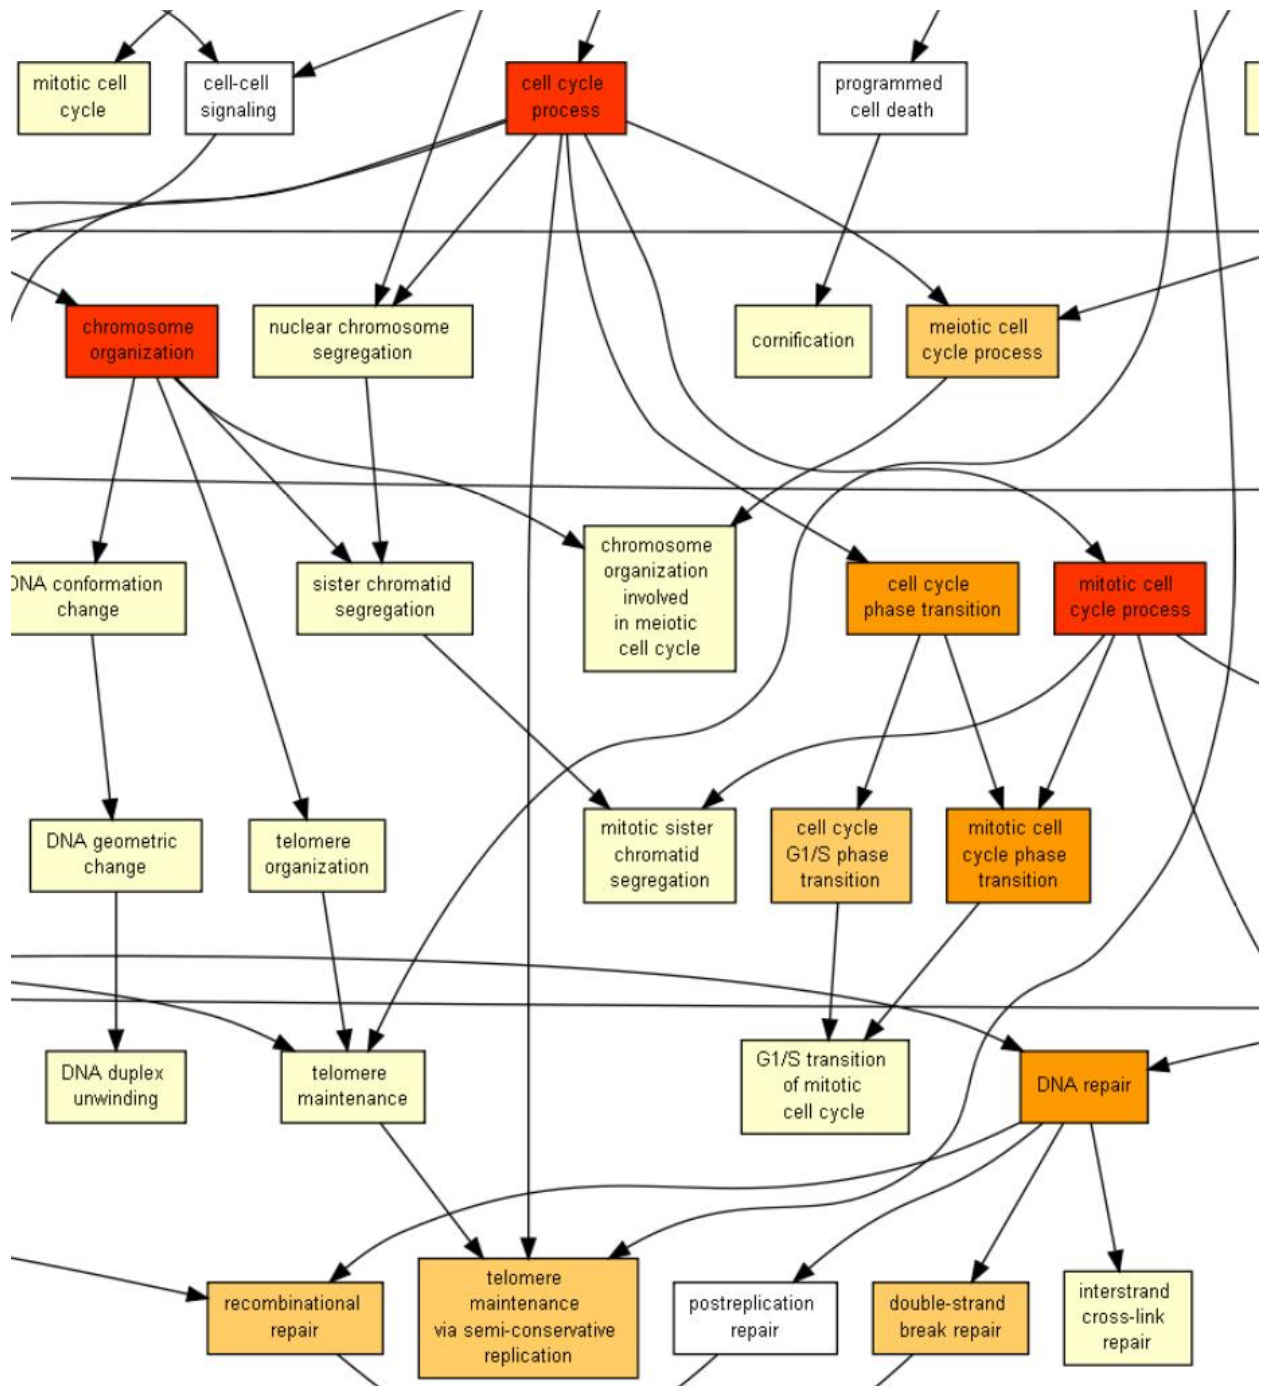 mitotic cell
cycle
cell-cell
signaling
cell cycle
process
programmed
cell death
chromosome
organization
nuclear chromosome
segregation
cornification
meiotic cell
cycle process
DNA conformation
change
sister chromatid
segregation
chromosome
organization
involved
in meiotic
cell cycle
cell cycle
phase transition
mitotic cell
cycle process
DNA geometric
change
telomere
organization
mitotic sister
chromatid
segregation
cell cycle
G1/S phase
transition
mitotic cell
cycle phase
transition
DNA duplex
unwinding
telomere
maintenance
G1/S transition
of mitotic
cell cycle
DNA repair
recombinational
repair
telomere
maintenance
via semi-conservative
replication
postreplication
repair
double-strand
break repair
interstrand
cross-link
repair